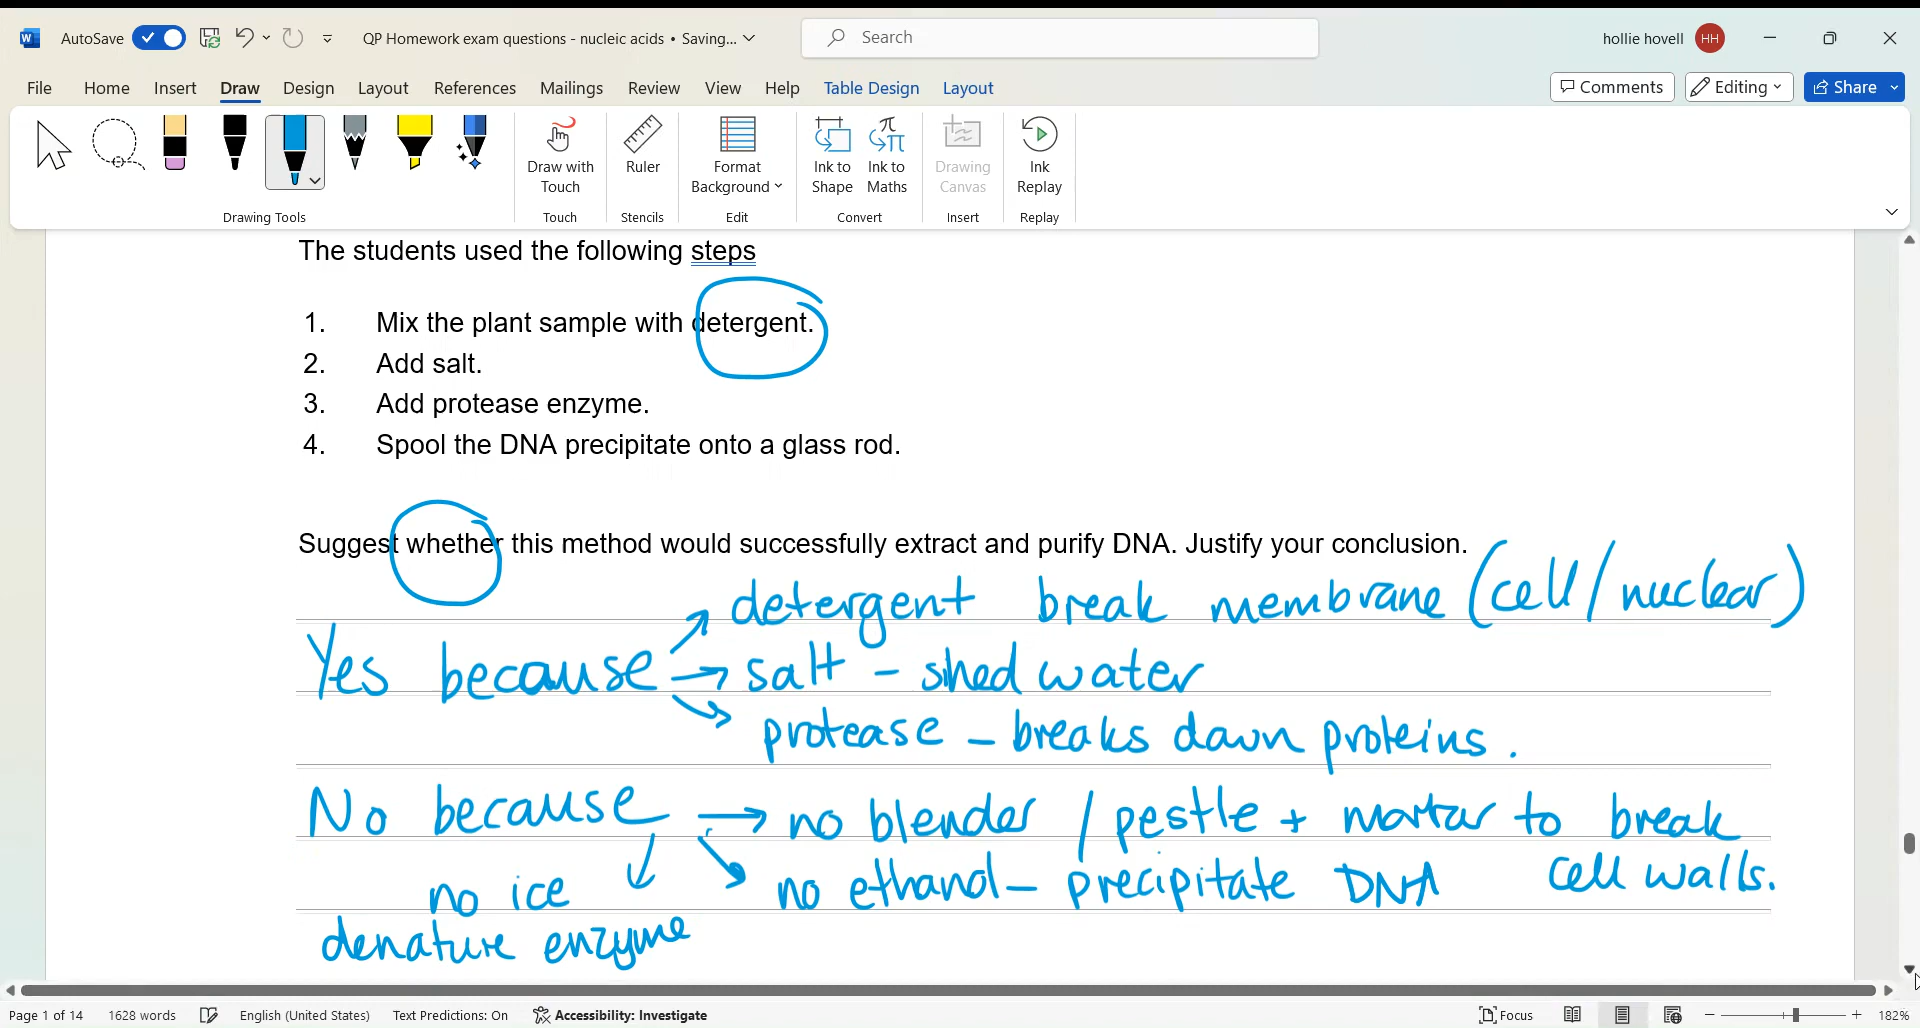 AutoSave
QP Homework exam questions - nucleic acids • Saving...
Search
hollie hovell HH
File Home Insert Draw Design Layout References Mailings Review View Help Table Design Layout
Comments Editing Share
Draw with Touch
Ruler
Format Background
Ink to Shape
Ink to Maths
Drawing Canvas
Ink Replay
Drawing Tools Touch Stencils Edit Convert Insert Replay
The students used the following steps
1. Mix the plant sample with detergent.
2. Add salt.
3. Add protease enzyme.
4. Spool the DNA precipitate onto a glass rod.
Suggest whether this method would successfully extract and purify DNA. Justify your conclusion.
detergent break membrane (cell/nuclear)
Yes because → salt - shed water
protease - breaks down proteins.
No because → no blender / pestle + mortar to break
cell walls.
no ice no ethanol - precipitate DNA
denature enzyme
Page 1 of 14 1628 words English (United States) Text Predictions: On Accessibility: Investigate Focus 182%